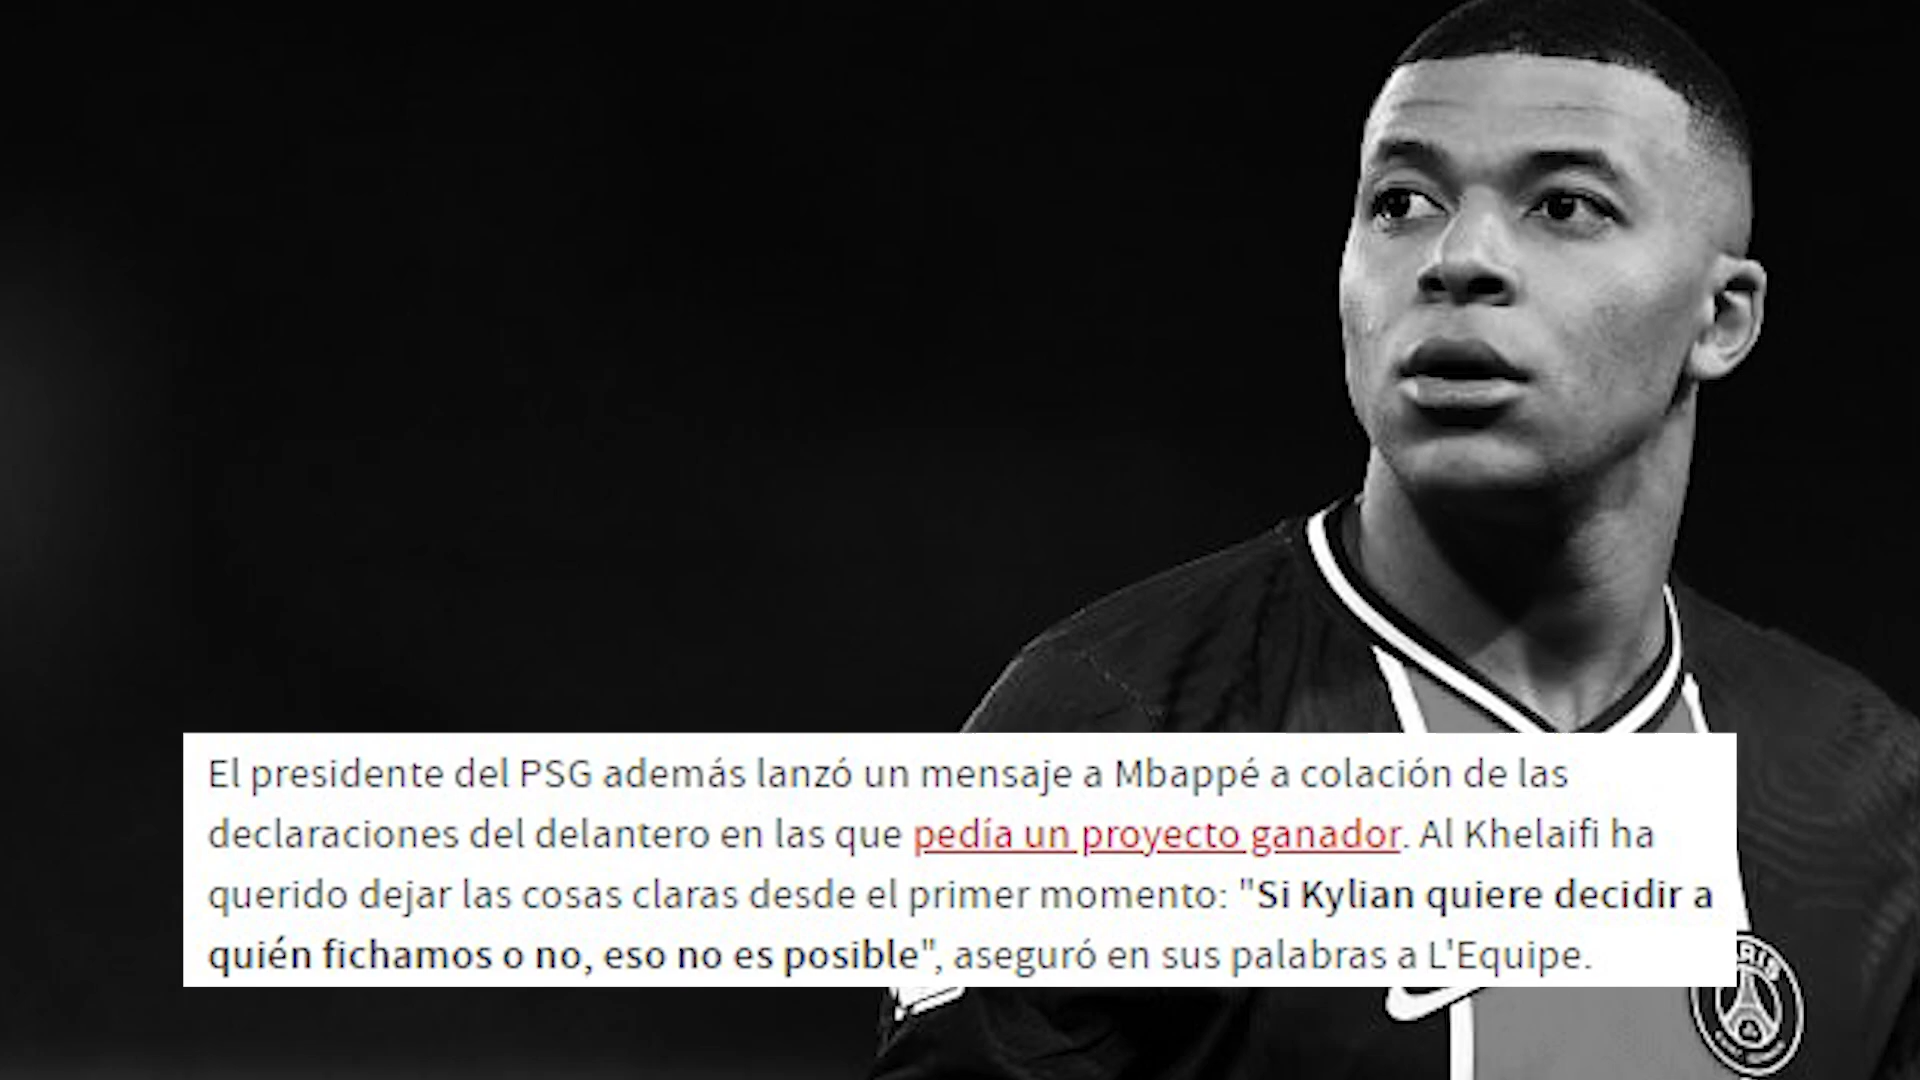 El presidente del PSG además lanzó un mensaje a Mbappé a colación de las
declaraciones del delantero en las que pedía un proyecto ganador. Al Khelaifi ha
querido dejar las cosas claras desde el primer momento: "Si Kylian quiere decidir a
quién fichamos o no, eso no es posible", aseguró en sus palabras a L'Equipe.